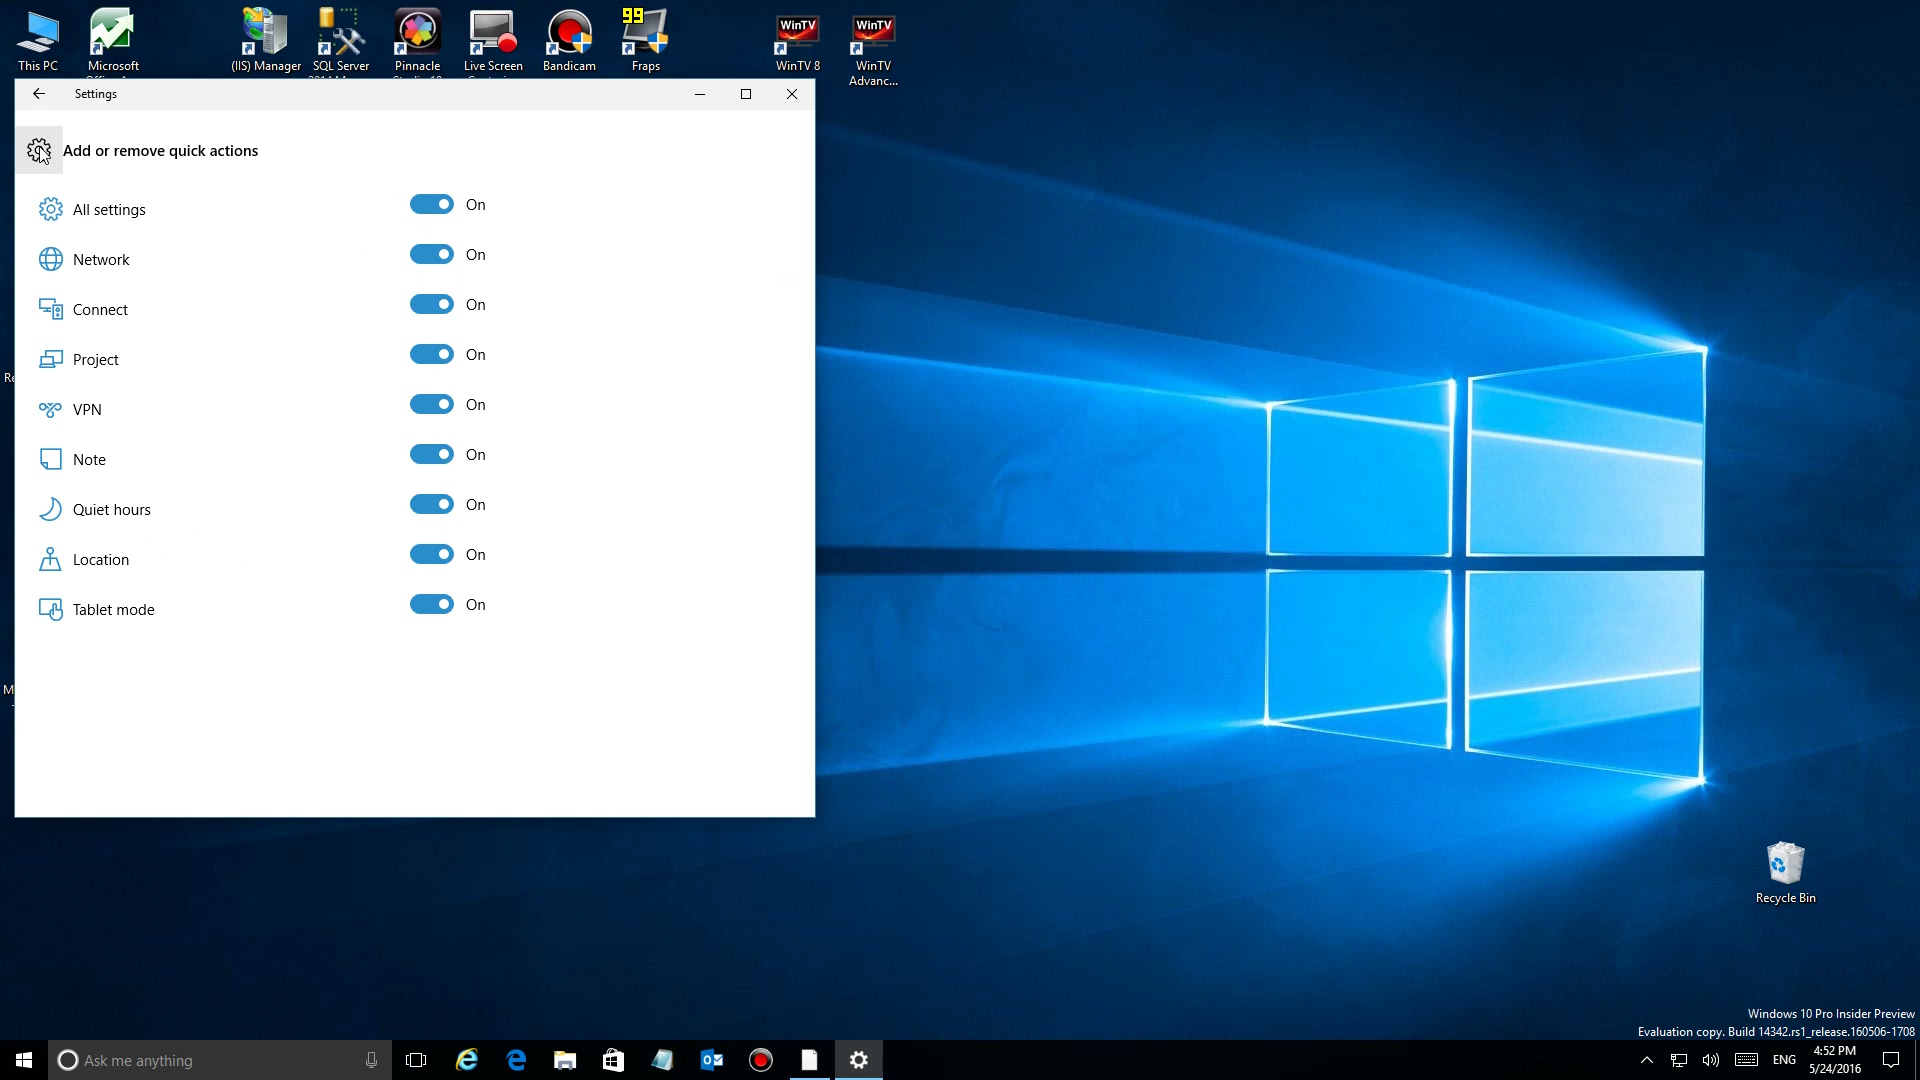 This PC
Microsoft
(IIS) Manager
SQL Server
Pinnacle
Live Screen
Bandicam
99
Fraps
WinTV
WinTV 8
WinTV
WinTV
Advanc...
Settings
Add or remove quick actions
All settings On
Network On
Connect On
Project On
VPN On
Note On
Quiet hours On
Location On
Tablet mode On
Recycle Bin
Windows 10 Pro Insider Preview
Evaluation copy. Build 14342.rs1_release.160506-1708
Ask me anything
ENG
4:52 PM
5/24/2016